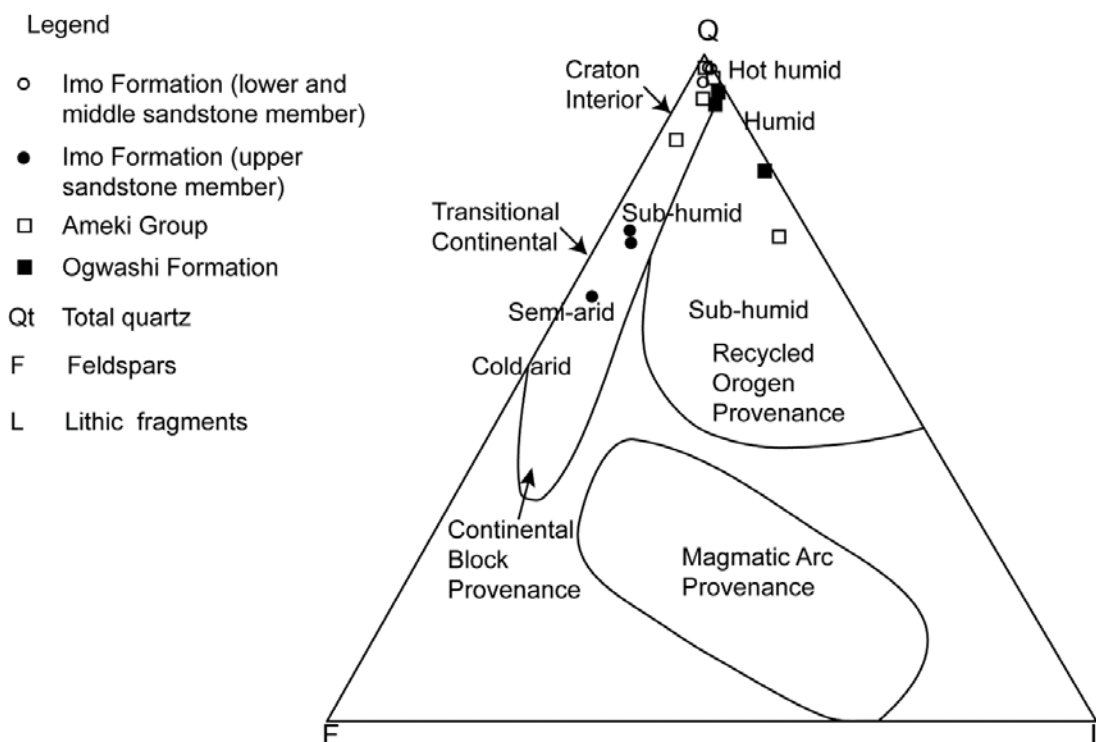 Legend
Imo Formation (lower and
middle sandstone member)
Imo Formation (upper
sandstone member)
Ameki Group
Ogwashi Formation
Qt Total quartz
F Feldspars
L Lithic fragments
Q
Craton
Interior
Hot humid
Humid
Transitional
Continental
Sub-humid
Semi-arid
Sub-humid
Cold arid
Recycled
Orogen
Provenance
Continental
Block
Provenance
Magmatic Arc
Provenance
F
L